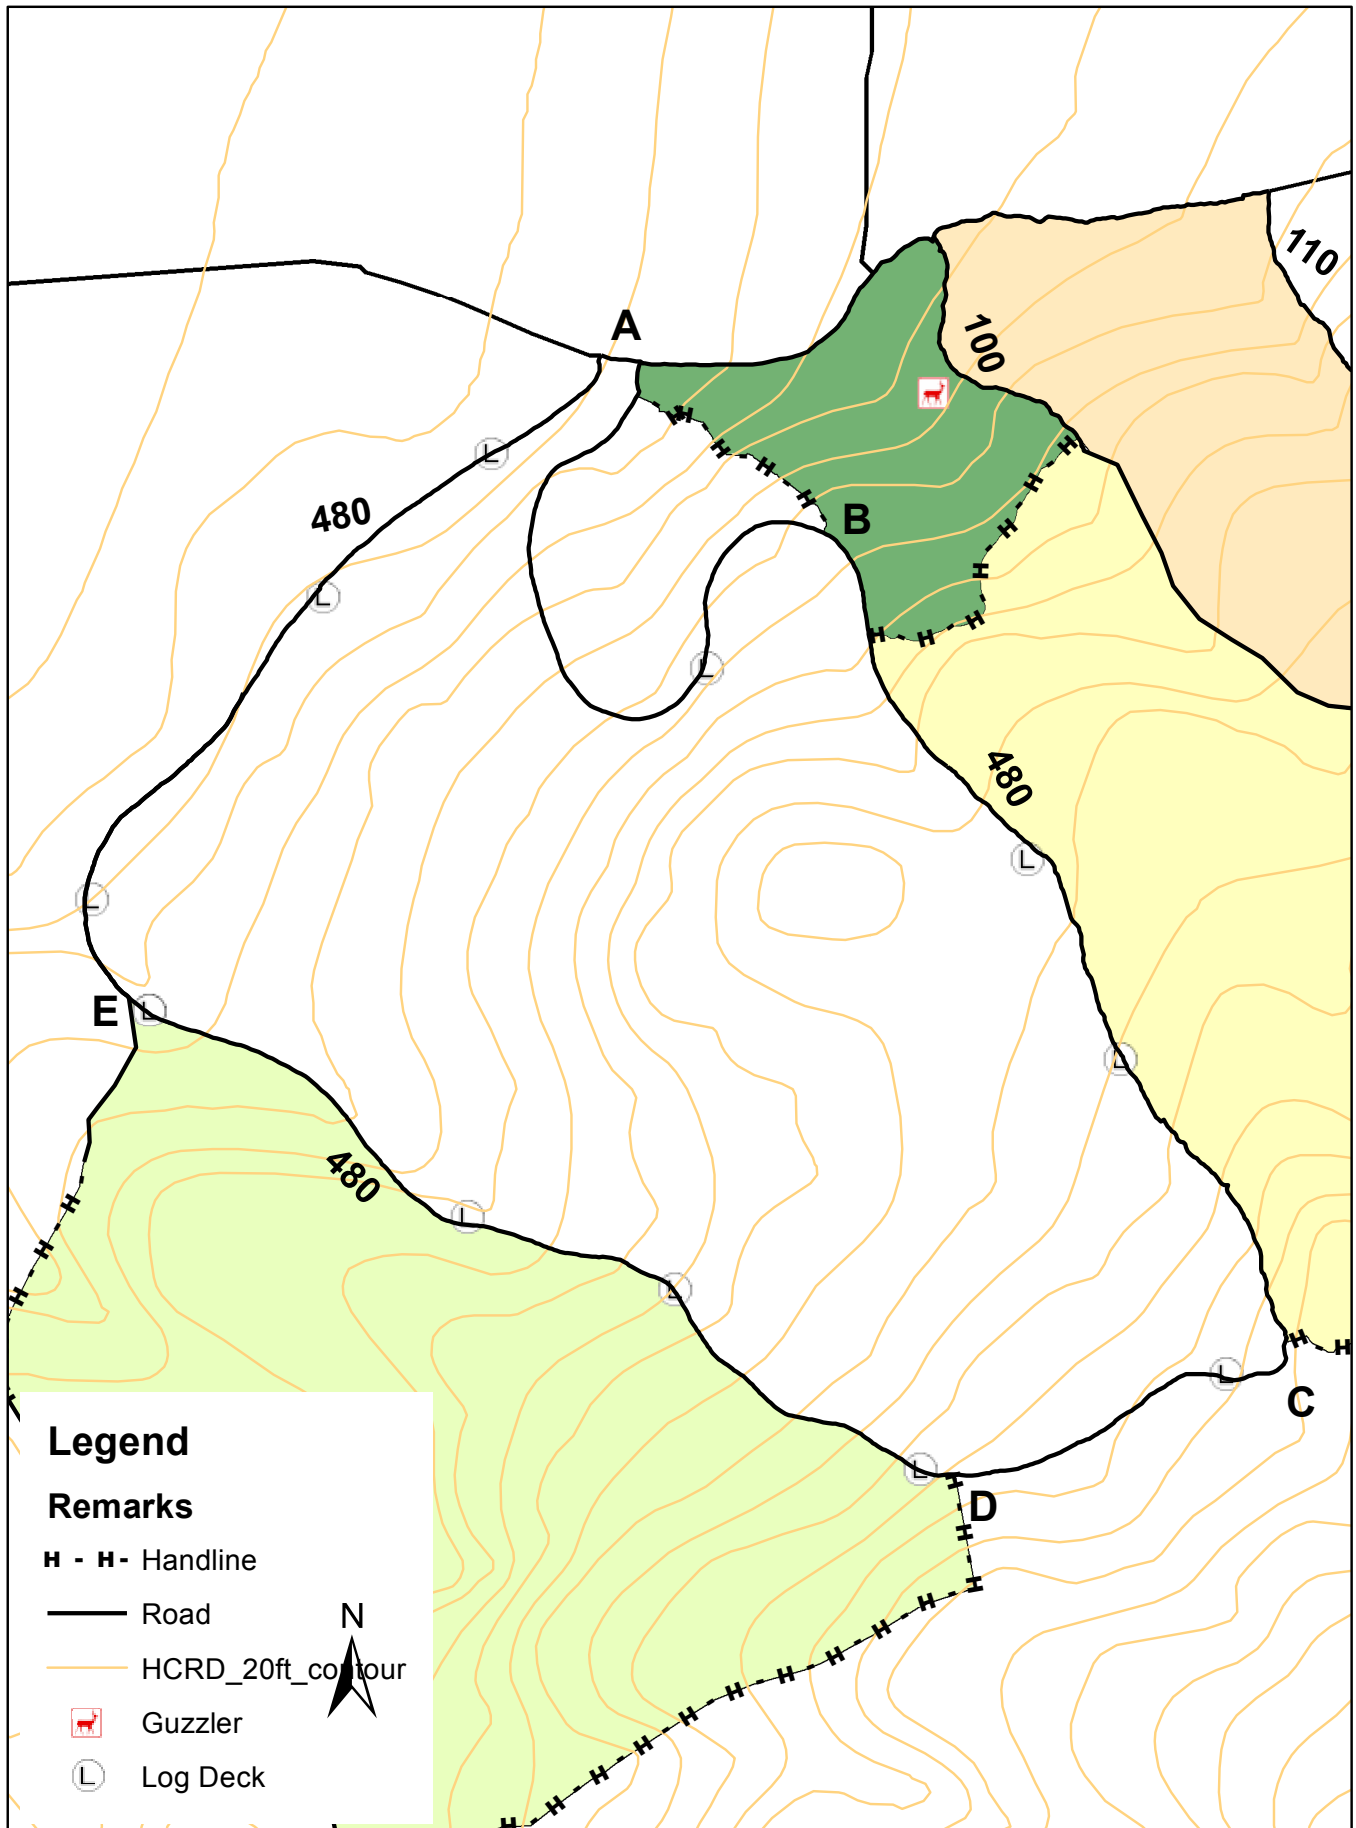 110
A
100
480
B
480
E
480
C
D
Legend
Remarks
H - H - Handline
Road
N
HCRD_20ft_contour
Guzzler
L Log Deck